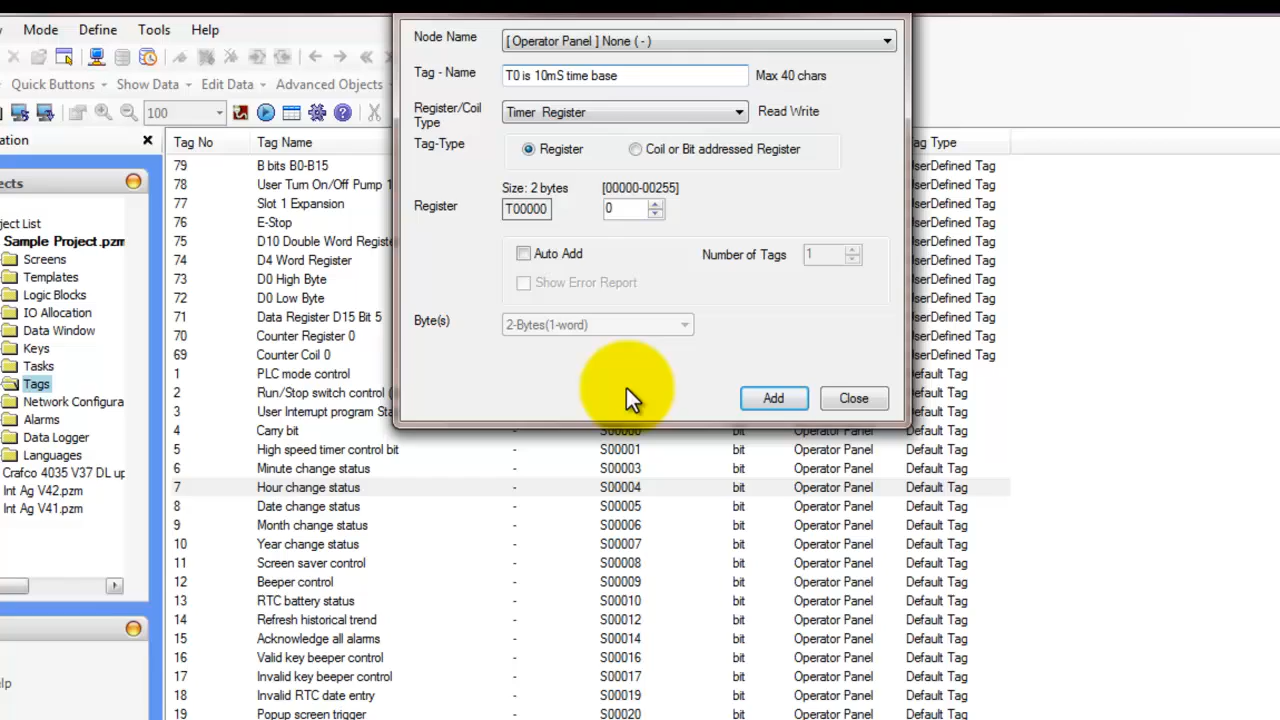 Mode Define Tools Help
Quick Buttons Show Data Refresh Advanced Objects
100
Node Name [ Operator Panel ] None ( - )
Tag - Name T0 is 10mS time base Max 40 chars
Register/Coil Type Timer Register Read Write
Tag-Type Register Coil or Bit addressed Register
Size: 2 bytes [00000-00255]
Register T00000 0
Auto Add Number of Tags 1
Show Error Report
Byte(s) 2-Bytes(1-word)
Add Close
ation
ects
ject List
Sample Project.pzm
Screens
Templates
Logic Blocks
IO Allocation
Data Window
Keys
Tasks
Tags
Network Configura
Alarms
Data Logger
Languages
Crafco 4035 V37 DL up
Int Ag V42.pzm
Int Ag V41.pzm
lp
Tag No Tag Name ag Type
79 B bits B0-B15 serDefined Tag
78 User Turn On/Off Pump 1 serDefined Tag
77 Slot 1 Expansion serDefined Tag
76 E-Stop serDefined Tag
75 D10 Double Word Registe serDefined Tag
74 D4 Word Register serDefined Tag
73 D0 High Byte serDefined Tag
72 D0 Low Byte serDefined Tag
71 Data Register D15 Bit 5 serDefined Tag
70 Counter Register 0 serDefined Tag
69 Counter Coil 0 serDefined Tag
1 PLC mode control efault Tag
2 Run/Stop switch control ( efault Tag
3 User Interrupt program Sta efault Tag
4 Carry bit - S00000 bit Operator Panel Default Tag
5 High speed timer control bit - S00001 bit Operator Panel Default Tag
6 Minute change status - S00003 bit Operator Panel Default Tag
7 Hour change status - S00004 bit Operator Panel Default Tag
8 Date change status - S00005 bit Operator Panel Default Tag
9 Month change status - S00006 bit Operator Panel Default Tag
10 Year change status - S00007 bit Operator Panel Default Tag
11 Screen saver control - S00008 bit Operator Panel Default Tag
12 Beeper control - S00009 bit Operator Panel Default Tag
13 RTC battery status - S00010 bit Operator Panel Default Tag
14 Refresh historical trend - S00012 bit Operator Panel Default Tag
15 Acknowledge all alarms - S00014 bit Operator Panel Default Tag
16 Valid key beeper control - S00016 bit Operator Panel Default Tag
17 Invalid key beeper control - S00017 bit Operator Panel Default Tag
18 Invalid RTC date entry - S00019 bit Operator Panel Default Tag
19 Popup screen trigger - S00020 bit Operator Panel Default Tag